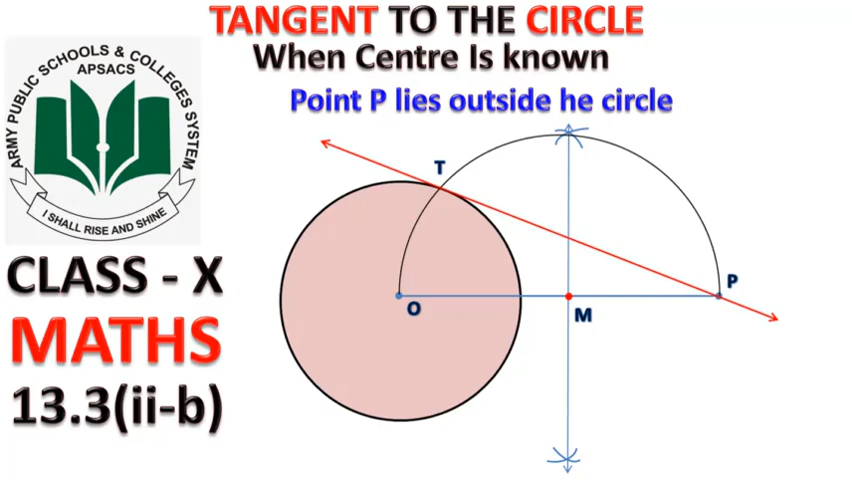 TANGENT TO THE CIRCLE
When Centre Is known
Point P lies outside he circle
ARMY PUBLIC SCHOOLS & COLLEGES SYSTEM
APSACS
I SHALL RISE AND SHINE
CLASS - X
MATHS
13.3(ii-b)
T
P
O
M